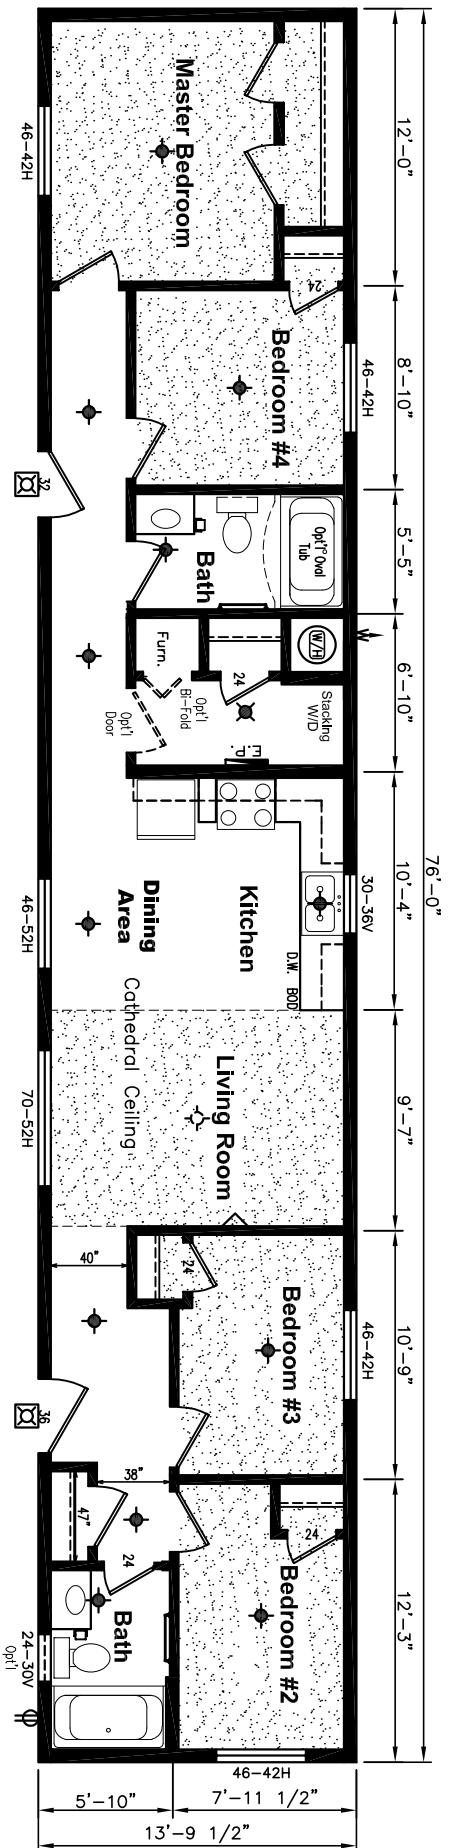 76'-0"
12'-0"
8'-10"
5'-5"
6'-10"
10'-4"
9'-7"
10'-9"
12'-3"
46-42H
30-36V
46-42H
W
Master Bedroom
24
Bedroom #4
Opt'l Oval
Tub
Bath
W/H
Stacking
W/D
24
Furn.
Opt'l
Bi-Fold
Opt'l
Door
E.P.
Kitchen
D.W. BOD
Dining
Area
Cathedral Ceiling
Living Room
24
Bedroom #3
40"
38"
47"
24
24
Bedroom #2
Bath
46-42H
32
46-52H
70-52H
36
24-30V
Opt'l
46-42H
5'-10"
7'-11 1/2"
13'-9 1/2"